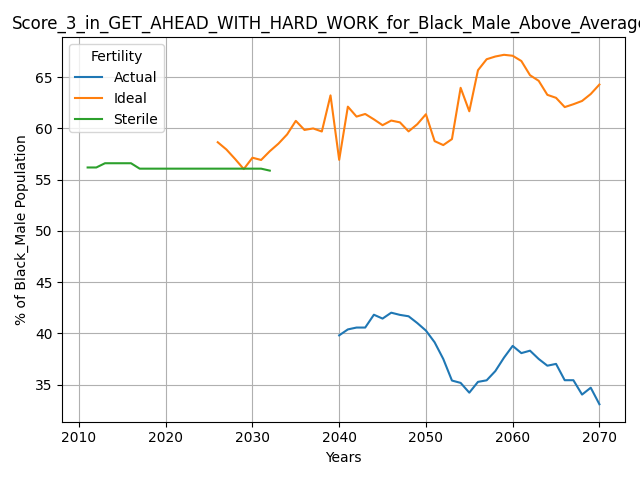 Score_3_in_GET_AHEAD_WITH_HARD_WORK_for_Black_Male_Above_Average
Fertility
Actual
Ideal
Sterile
% of Black_Male Population
65
60
55
50
45
40
35
2010 2020 2030 2040 2050 2060 2070
Years